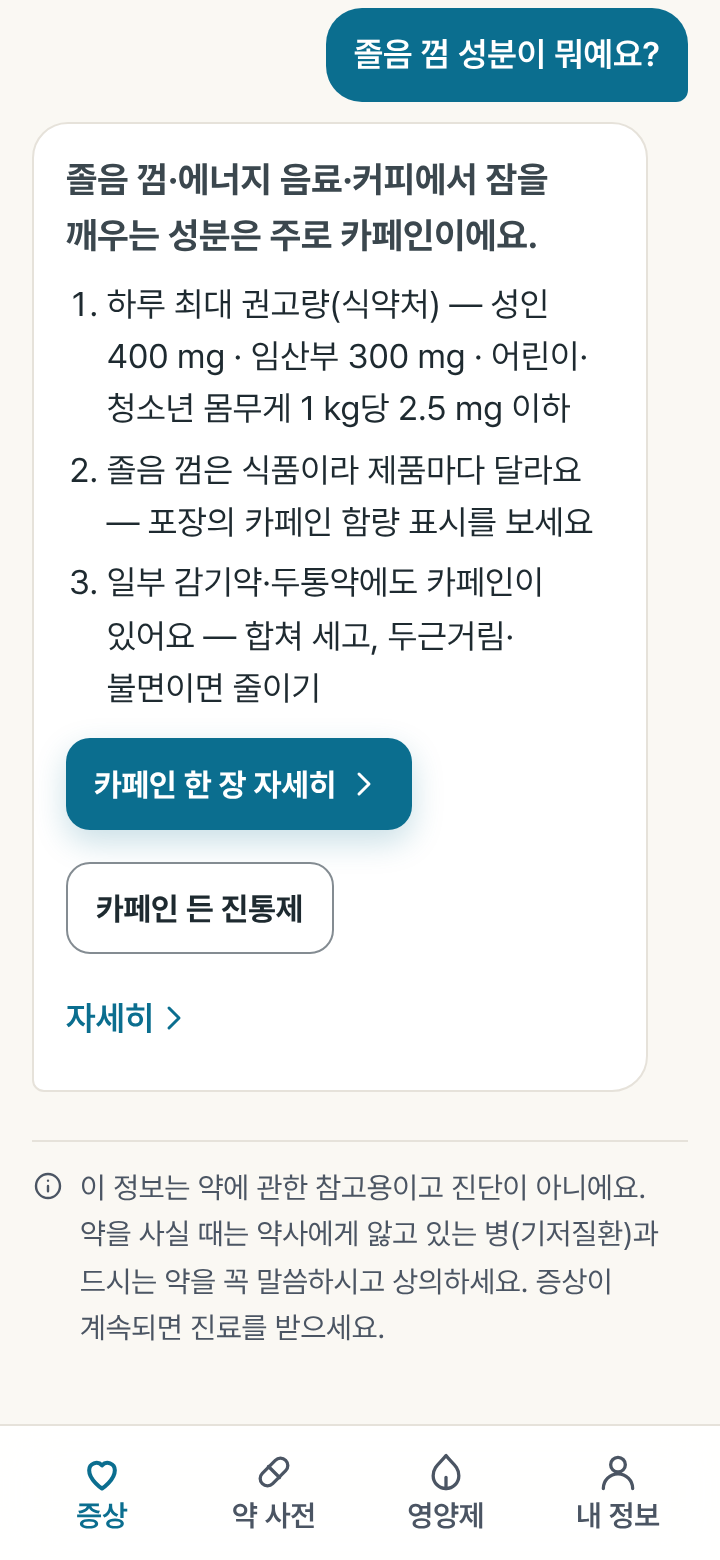 졸음 껌 성분이 뭐예요?
졸음 껌·에너지 음료·커피에서 잠을
깨우는 성분은 주로 카페인이에요.
1. 하루 최대 권고량(식약처) — 성인
400 mg · 임산부 300 mg · 어린이·
청소년 몸무게 1 kg당 2.5 mg 이하
2. 졸음 껌은 식품이라 제품마다 달라요
— 포장의 카페인 함량 표시를 보세요
3. 일부 감기약·두통약에도 카페인이
있어요 — 합쳐 세고, 두근거림·
불면이면 줄이기
카페인 한 장 자세히
카페인 든 진통제
자세히
이 정보는 약에 관한 참고용이고 진단이 아니에요.
약을 사실 때는 약사에게 앓고 있는 병(기저질환)과
드시는 약을 꼭 말씀하시고 상의하세요. 증상이
계속되면 진료를 받으세요.
증상
약 사전
영양제
내 정보